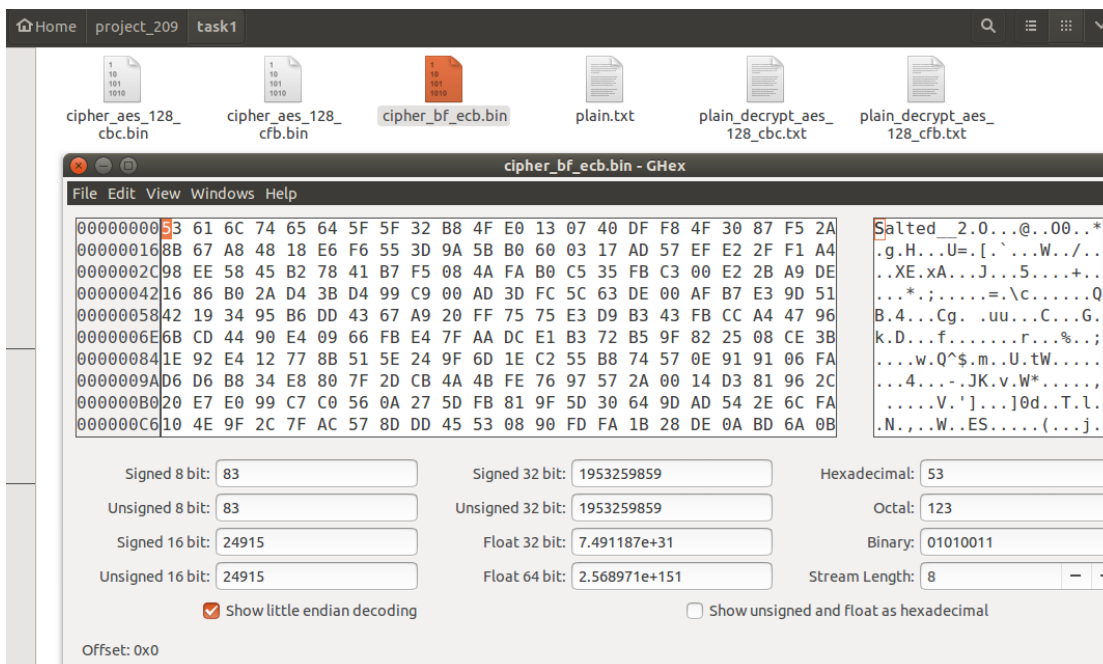 Home project_209 task1
cipher_aes_128_
cbc.bin
cipher_aes_128_
cfb.bin
cipher_bf_ecb.bin
plain.txt
plain_decrypt_aes_
128_cbc.txt
plain_decrypt_aes_
128_cfb.txt
cipher_bf_ecb.bin - GHex
File Edit View Windows Help
00000000 53 61 6C 74 65 64 5F 5F 32 B8 4F E0 13 07 40 DF F8 4F 30 87 F5 2A Salted__2.O...@..O0..*
00000016 8B 67 A8 48 18 E6 F6 55 3D 9A 5B B0 60 03 17 AD 57 EF E2 2F F1 A4 .g.H...U=.[.`...W../..
0000002C 98 EE 58 45 B2 78 41 B7 F5 08 4A FA B0 C5 35 FB C3 00 E2 2B A9 DE ..XE.xA...J...5....+..
00000042 16 86 B0 2A D4 3B D4 99 C9 00 AD 3D FC 5C 63 DE 00 AF B7 E3 9D 51 ...*.;.....=.\c......Q
00000058 42 19 34 95 B6 DD 43 67 A9 20 FF 75 75 E3 D9 B3 43 FB CC A4 47 96 B.4...Cg. .uu...C...G.
0000006E 6B CD 44 90 E4 09 66 FB E4 7F AA DC E1 B3 72 B5 9F 82 25 08 CE 3B k.D...f.......r...%..;
00000084 1E 92 E4 12 77 8B 51 5E 24 9F 6D 1E C2 55 B8 74 57 0E 91 91 06 FA ....w.Q^$.m..U.tW.....
0000009A D6 D6 B8 34 E8 80 7F 2D CB 4A 4B FE 76 97 57 2A 00 14 D3 81 96 2C ...4...-.JK.v.W*.....,
000000B0 20 E7 E0 99 C7 C0 56 0A 27 5D FB 81 9F 5D 30 64 9D AD 54 2E 6C FA .....V.']...]0d..T.l.
000000C6 10 4E 9F 2C 7F AC 57 8D DD 45 53 08 90 FD FA 1B 28 DE 0A BD 6A 0B .N.,..W..ES.....(...j.
Signed 8 bit: 83 Signed 32 bit: 1953259859 Hexadecimal: 53
Unsigned 8 bit: 83 Unsigned 32 bit: 1953259859 Octal: 123
Signed 16 bit: 24915 Float 32 bit: 7.491187e+31 Binary: 01010011
Unsigned 16 bit: 24915 Float 64 bit: 2.568971e+151 Stream Length: 8
Show little endian decoding Show unsigned and float as hexadecimal
Offset: 0x0